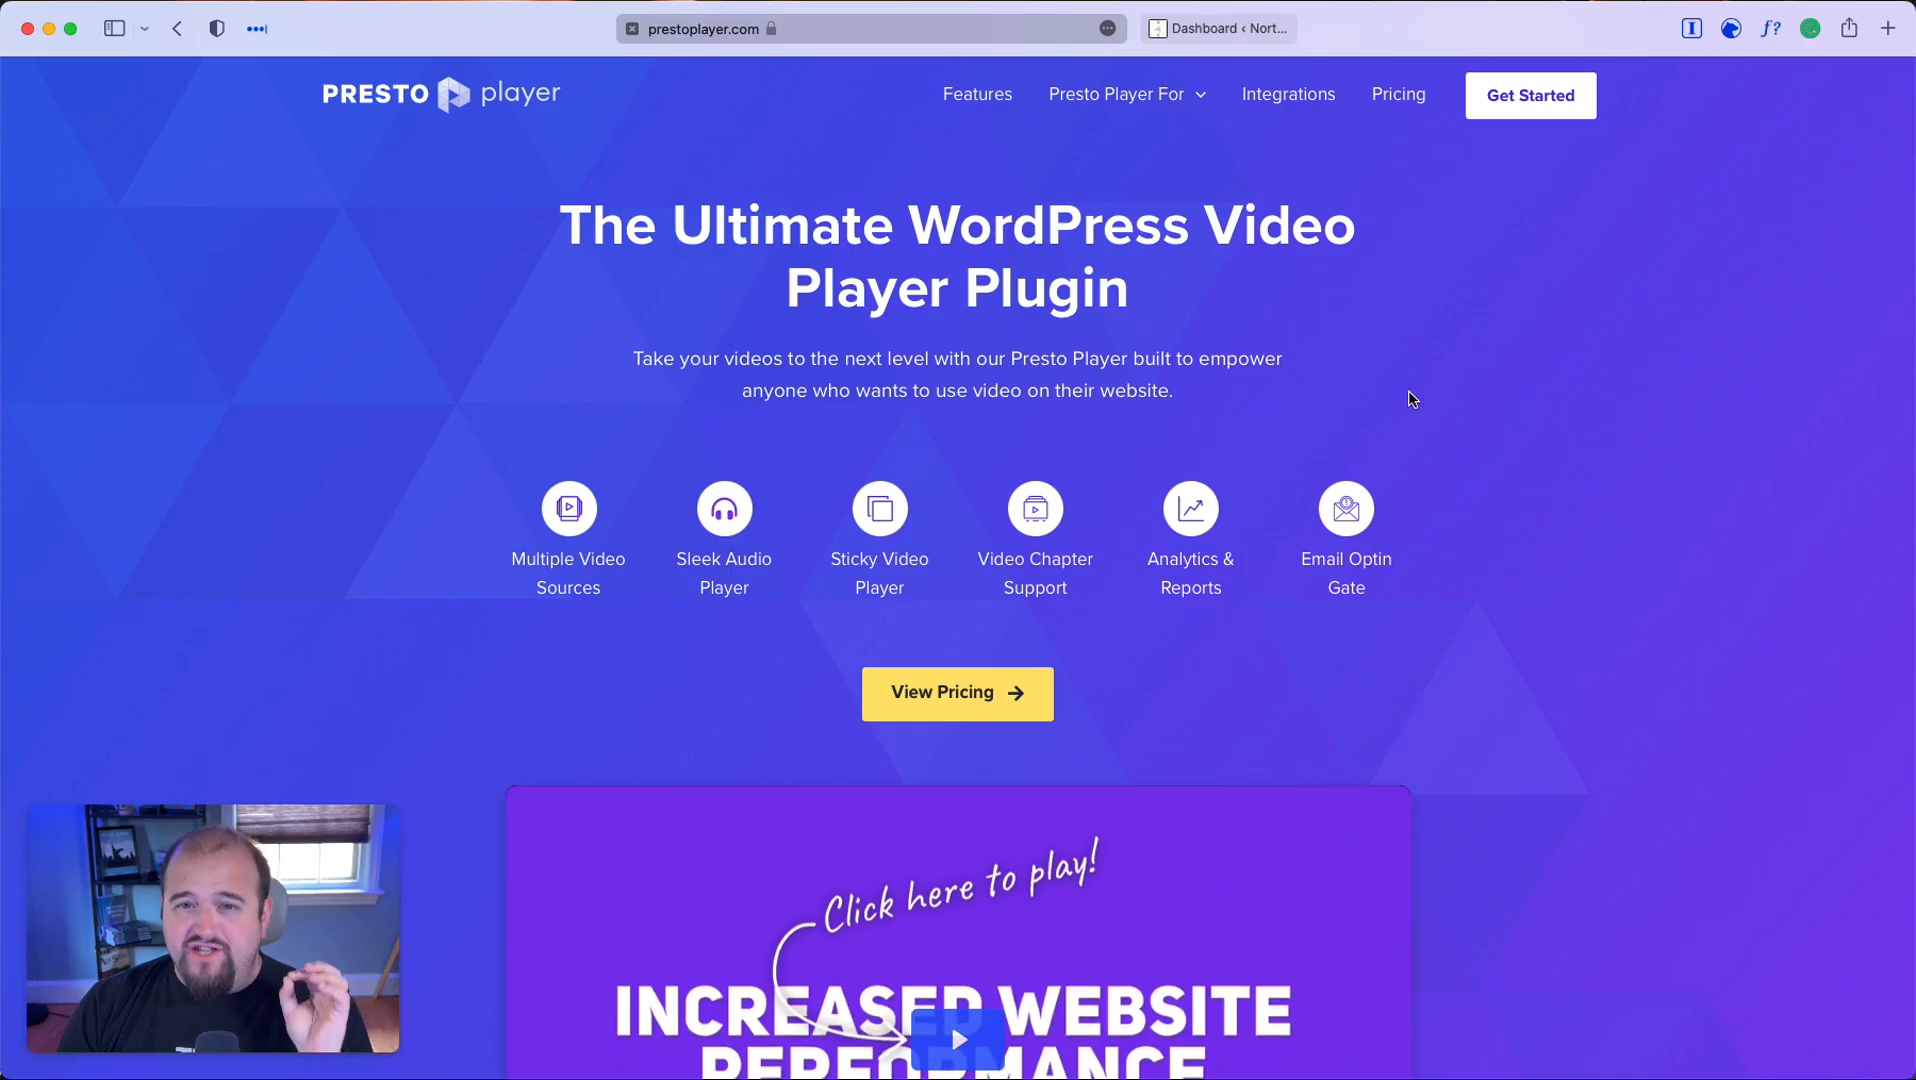 prestoplayer.com
Dashboard ‹ Nort...
PRESTO player
Features
Presto Player For
Integrations
Pricing
Get Started
The Ultimate WordPress Video
Player Plugin
Take your videos to the next level with our Presto Player built to empower
anyone who wants to use video on their website.
Multiple Video
Sources
Sleek Audio
Player
Sticky Video
Player
Video Chapter
Support
Analytics &
Reports
Email Optin
Gate
View Pricing
Click here to play!
INCREASED WEBSITE
PERFORMANCE